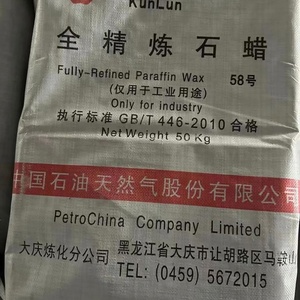 KunLun
全精炼石蜡
Fully-Refined Paraffin Wax 58号
(仅用于工业用途)
Only for industry
执行标准 GB/T 446-2010 合格
Net Weight 50 Kg
中国石油天然气股份有限公司
PetroChina Company Limited
大庆炼化分公司 黑龙江省大庆市让胡路区马鞍山
TEL: (0459) 5672015